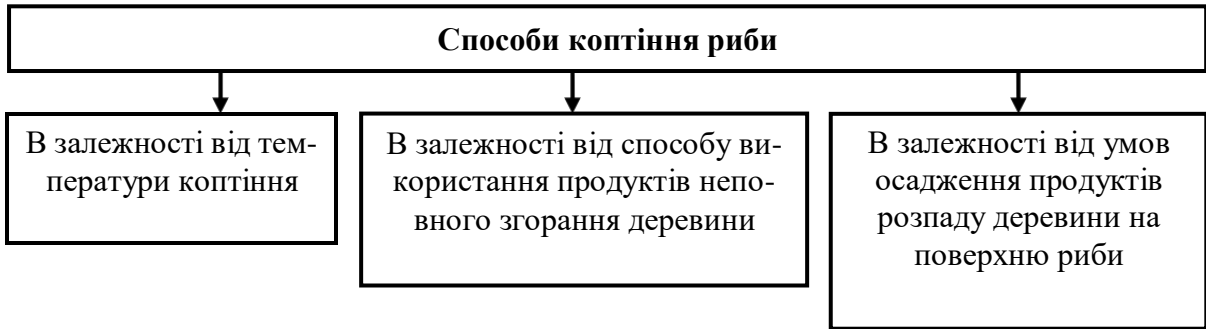 Способи коптіння риби
В залежності від тем-
ператури коптіння
В залежності від способу ви-
користання продуктів непо-
вного згорання деревини
В залежності від умов
осадження продуктів
розпаду деревини на
поверхню риби